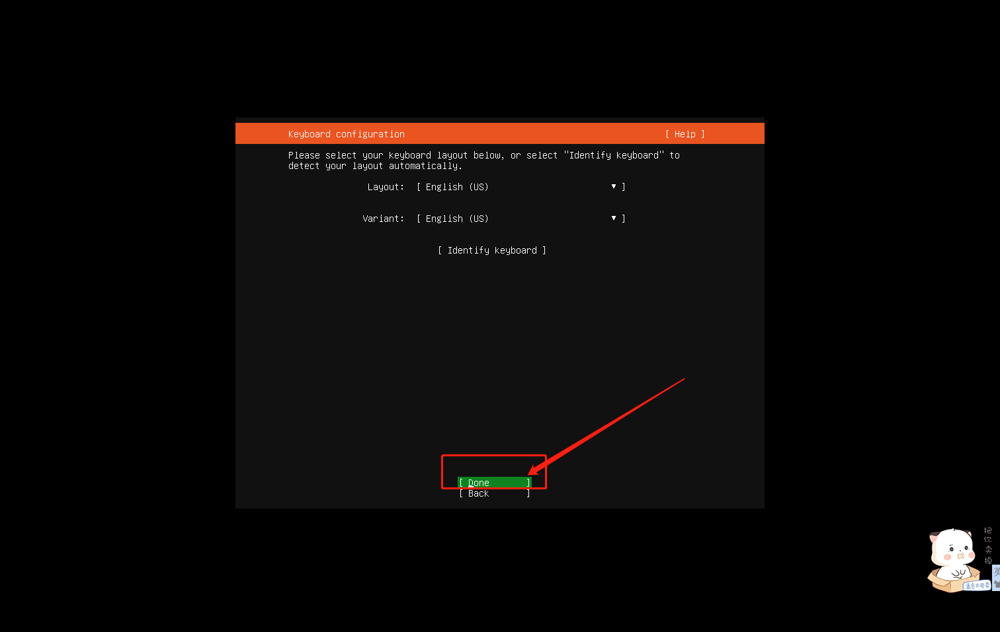 Keyboard configuration [ Help ]
Please select your keyboard layout below, or select "Identify keyboard" to
detect your layout automatically.
Layout: [ English (US) ▾ ]
Variant: [ English (US) ▾ ]
[ Identify keyboard ]
[ Done ]
[ Back ]
把你卖掉
英